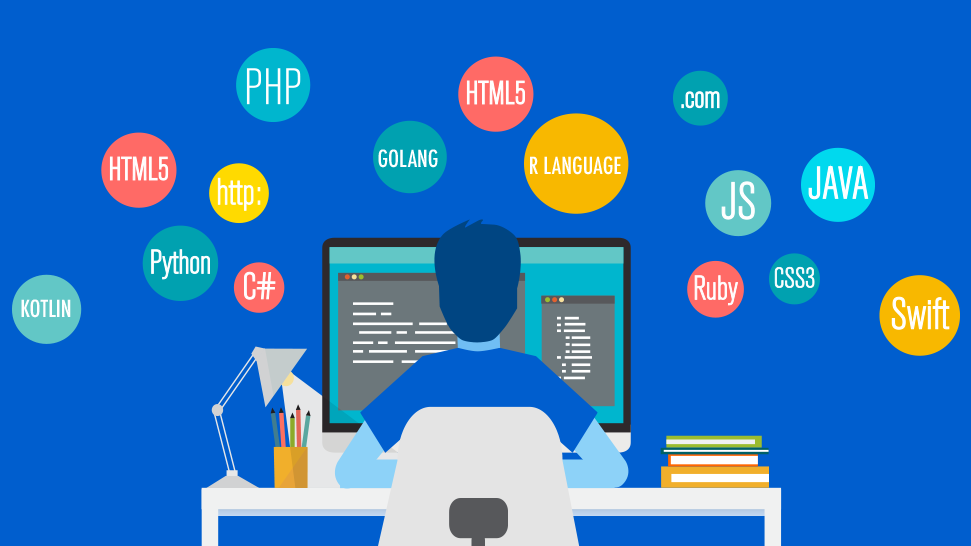 PHP
HTML5
.com
GOLANG
R LANGUAGE
HTML5
http:
JS
JAVA
Python
C#
Ruby
CSS3
KOTLIN
Swift